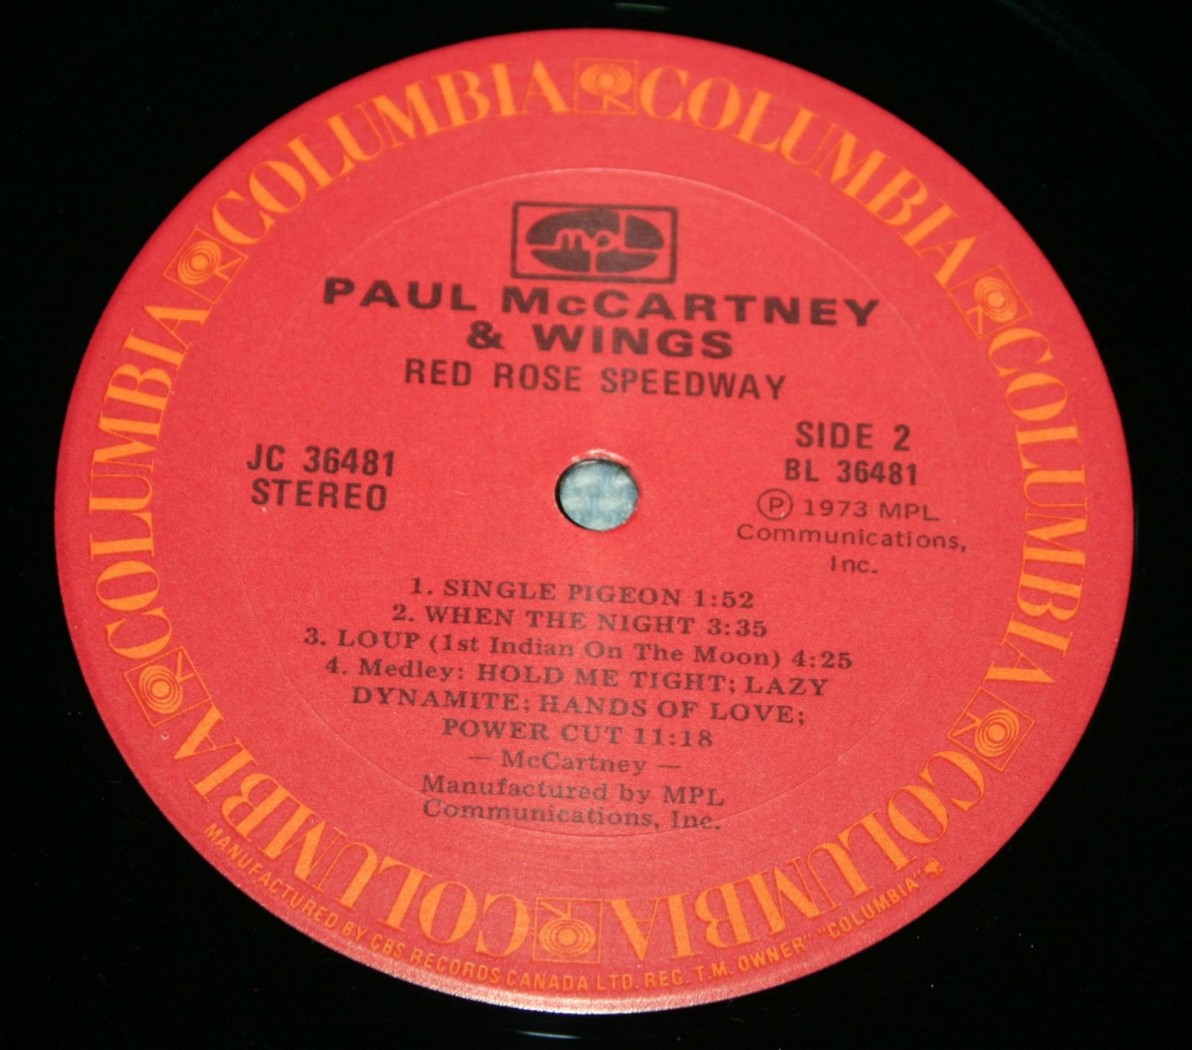 COLUMBIA COLUMBIA COLUMBIA COLUMBIA COLUMBIA COLUMBIA COLUMBIA COLUMBIA
mpl
PAUL McCARTNEY
& WINGS
RED ROSE SPEEDWAY
JC 36481
STEREO
SIDE 2
BL 36481
Ⓟ 1973 MPL
Communications,
Inc.
1. SINGLE PIGEON 1:52
2. WHEN THE NIGHT 3:35
3. LOUP (1st Indian On The Moon) 4:25
4. Medley: HOLD ME TIGHT; LAZY
DYNAMITE; HANDS OF LOVE;
POWER CUT 11:18
— McCartney —
Manufactured by MPL
Communications, Inc.
MANUFACTURED BY CBS RECORDS CANADA LTD. REG. T.M. OWNER" "COLUMBIA"